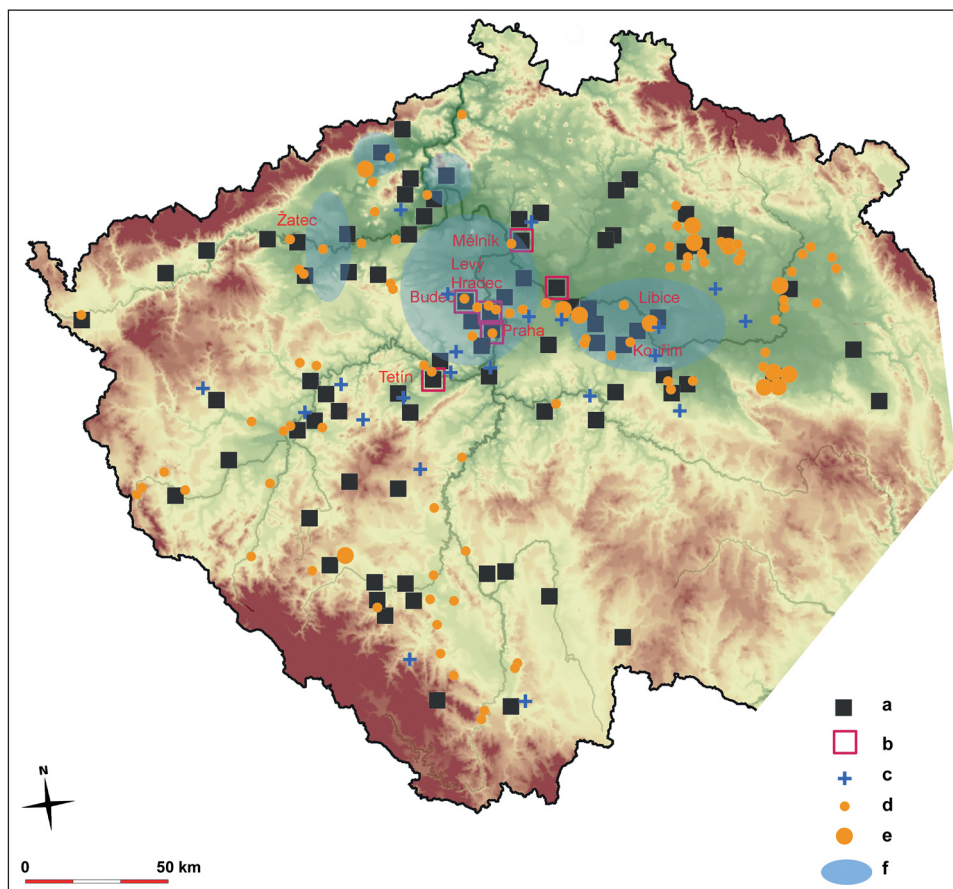 Žatec
Mělník
Levý
Hradec
Budeč
Libice
Praha
Kouřim
Tetín
a
b
c
d
e
f
N
0
50 km